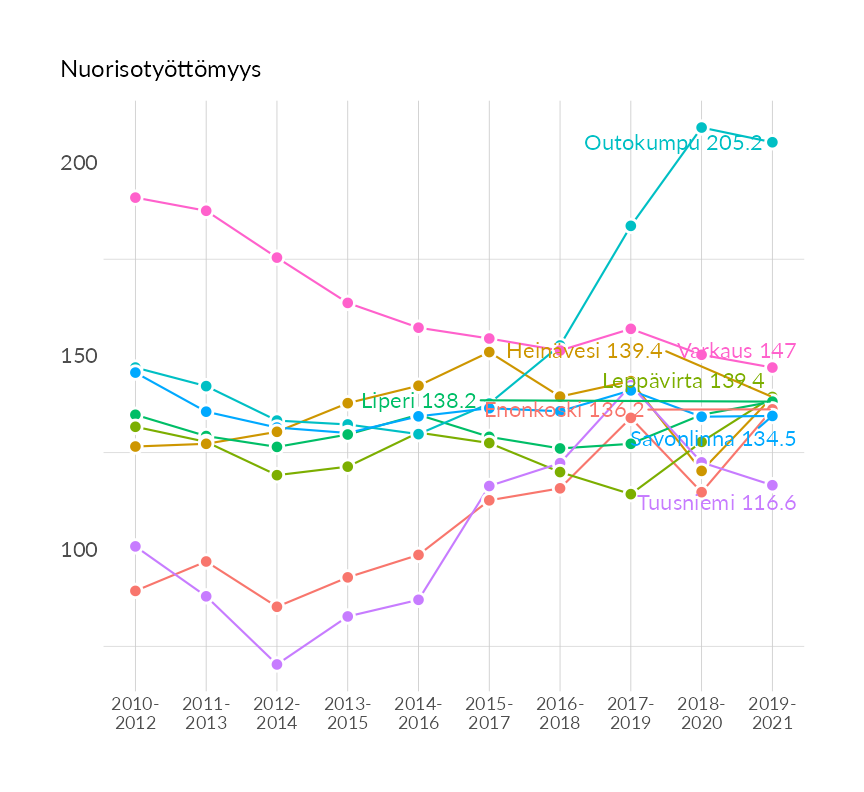 Nuorisotyöttömyys
200
Outokumpu 205.2
150
Heinävesi 139.4
Varkaus 147
Leppävirta 139.4
Liperi 138.2
Enonkoski 136.2
Savonlinna 134.5
Tuusniemi 116.6
100
2010-
2012
2011-
2013
2012-
2014
2013-
2015
2014-
2016
2015-
2017
2016-
2018
2017-
2019
2018-
2020
2019-
2021